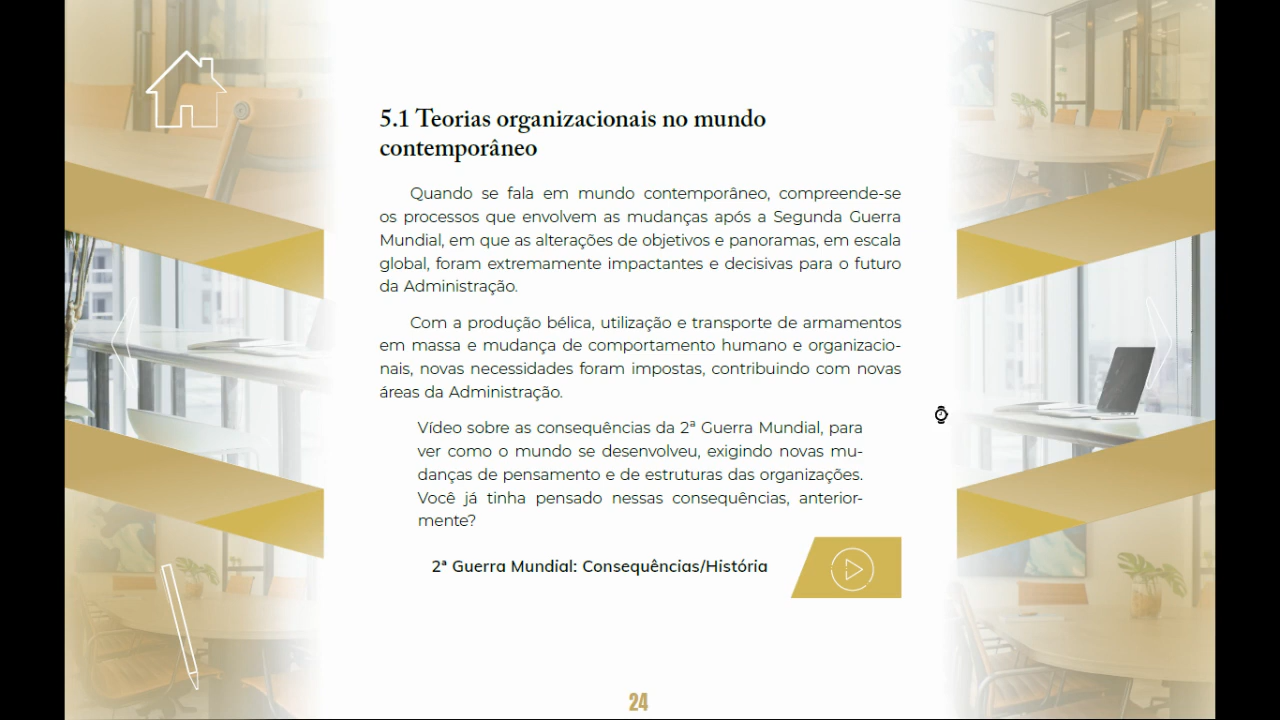 5.1 Teorias organizacionais no mundo
contemporâneo
Quando se fala em mundo contemporâneo, compreende-se
os processos que envolvem as mudanças após a Segunda Guerra
Mundial, em que as alterações de objetivos e panoramas, em escala
global, foram extremamente impactantes e decisivas para o futuro
da Administração.
Com a produção bélica, utilização e transporte de armamentos
em massa e mudança de comportamento humano e organizacio-
nais, novas necessidades foram impostas, contribuindo com novas
áreas da Administração.
Vídeo sobre as consequências da 2ª Guerra Mundial, para
ver como o mundo se desenvolveu, exigindo novas mu-
danças de pensamento e de estruturas das organizações.
Você já tinha pensado nessas consequências, anterior-
mente?
2ª Guerra Mundial: Consequências/História
24